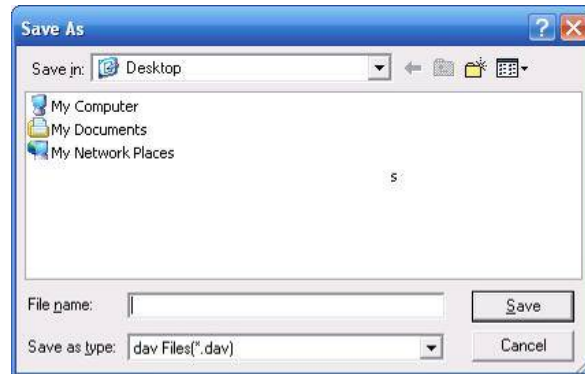 Save As
Save in: Desktop
My Computer
My Documents
My Network Places
s
File name: Save
Save as type: dav Files(*.dav) Cancel